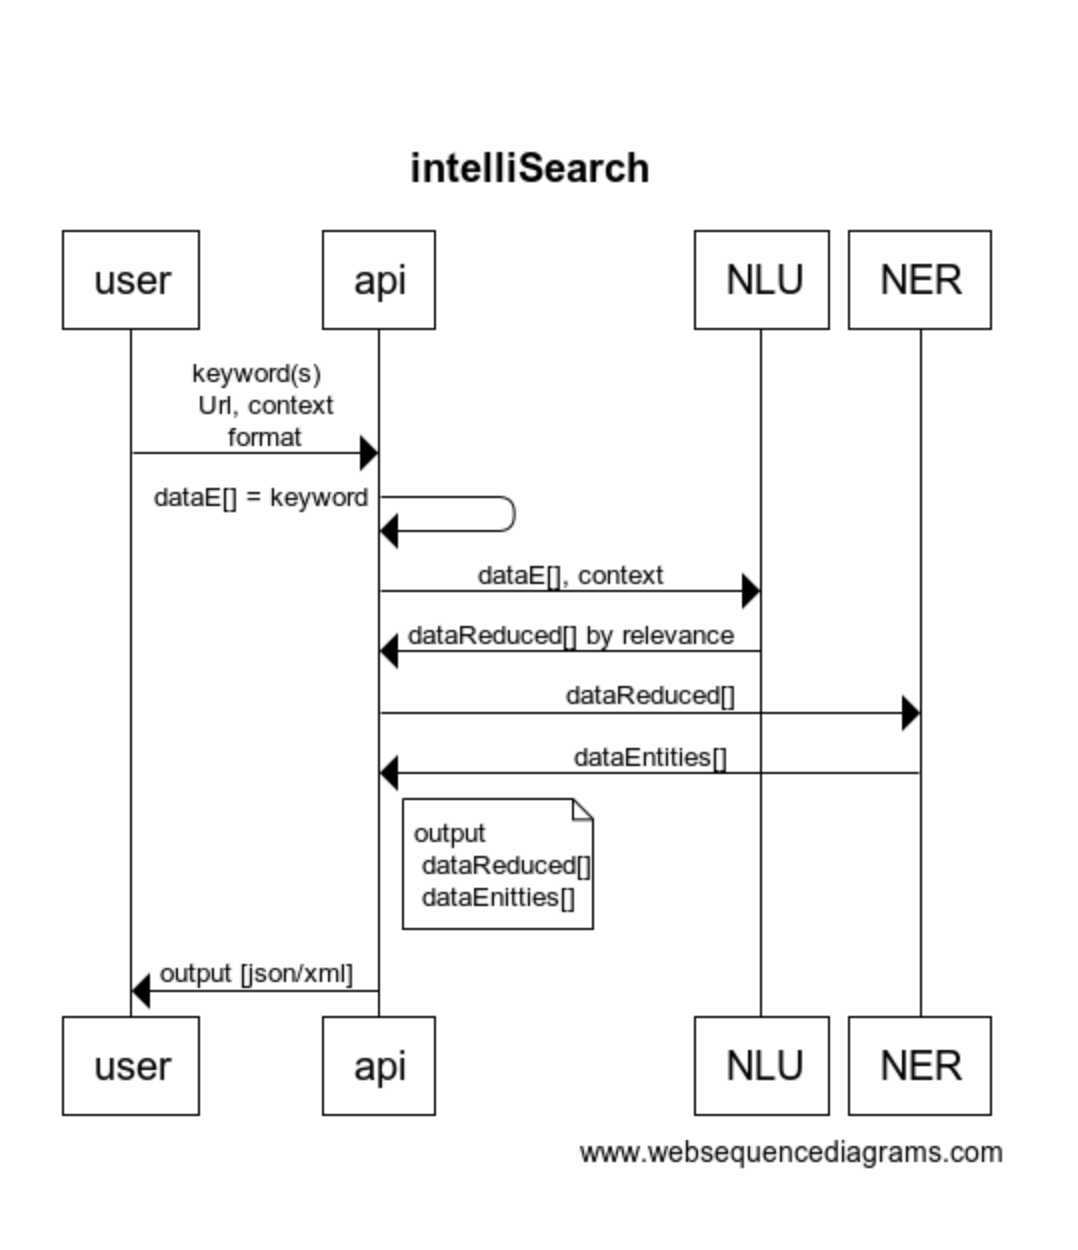 intelliSearch
user
api
NLU
NER
keyword(s)
Url, context
format
dataE[] = keyword
dataE[], context
dataReduced[] by relevance
dataReduced[]
dataEntities[]
output
dataReduced[]
dataEnitties[]
output [json/xml]
user
api
NLU
NER
www.websequencediagrams.com